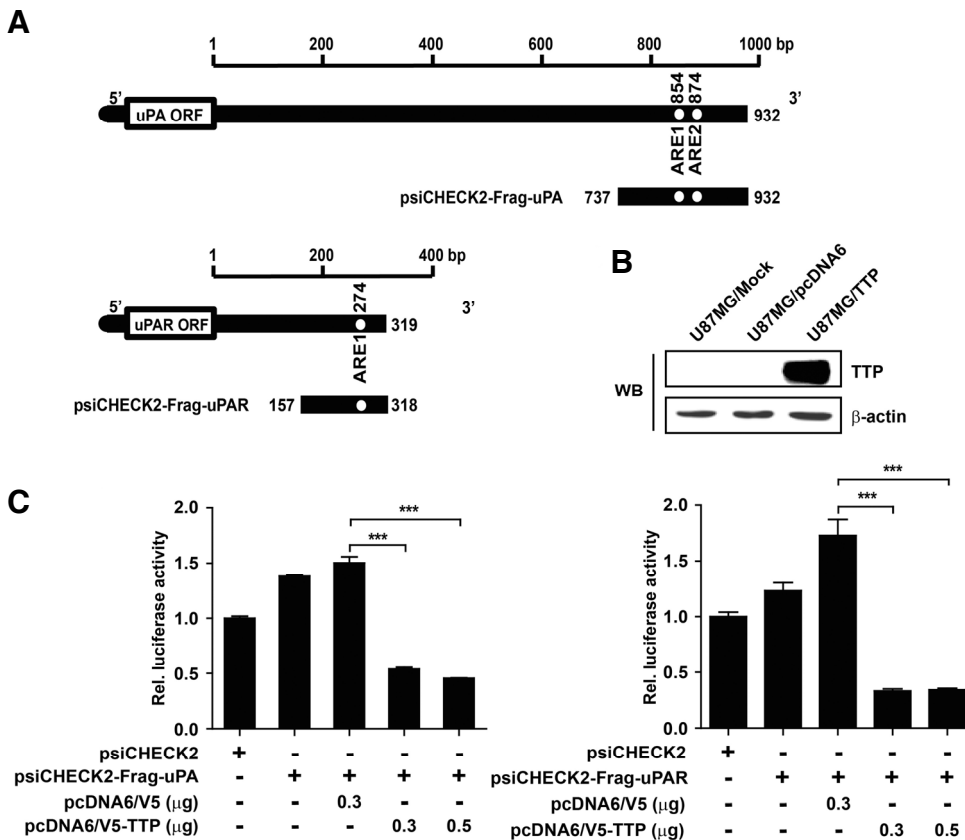 A
1 200 400 600 800 1000 bp
5' uPA ORF 854 874 3'
932
ARE1 ARE2
psiCHECK2-Frag-uPA 737 932
1 200 400 bp
5' uPAR ORF 274 3'
319
ARE1
psiCHECK2-Frag-uPAR 157 318
B
U87MG/Mock U87MG/pcDNA6 U87MG/TTP
WB
TTP
β-actin
C
Rel. luciferase activity
2.0
1.5
1.0
0.5
0.0
***
***
psiCHECK2 + - - - -
psiCHECK2-Frag-uPA - + + + +
pcDNA6/V5 (μg) - - 0.3 - -
pcDNA6/V5-TTP (μg) - - - 0.3 0.5
Rel. luciferase activity
2.0
1.5
1.0
0.5
0.0
***
***
psiCHECK2 + - - - -
psiCHECK2-Frag-uPAR - + + + +
pcDNA6/V5 (μg) - - 0.3 - -
pcDNA6/V5-TTP (μg) - - - 0.3 0.5